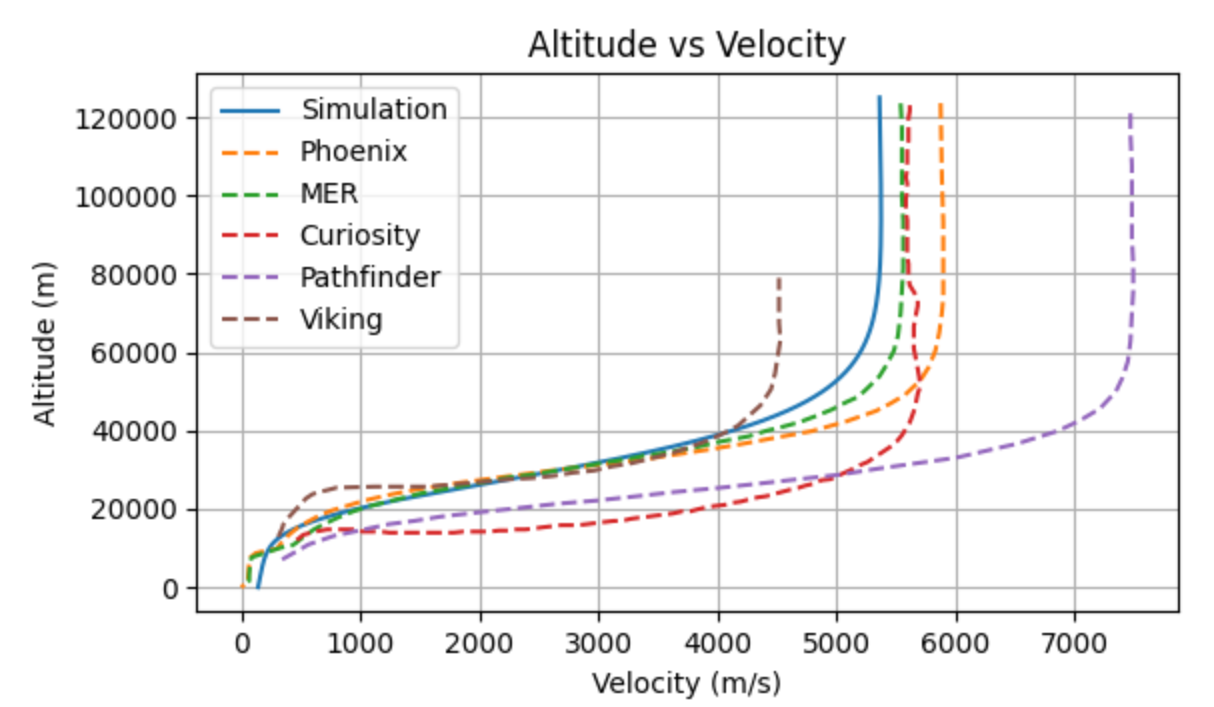 Altitude vs Velocity
Simulation
Phoenix
MER
Curiosity
Pathfinder
Viking
Altitude (m)
120000
100000
80000
60000
40000
20000
0
0 1000 2000 3000 4000 5000 6000 7000
Velocity (m/s)